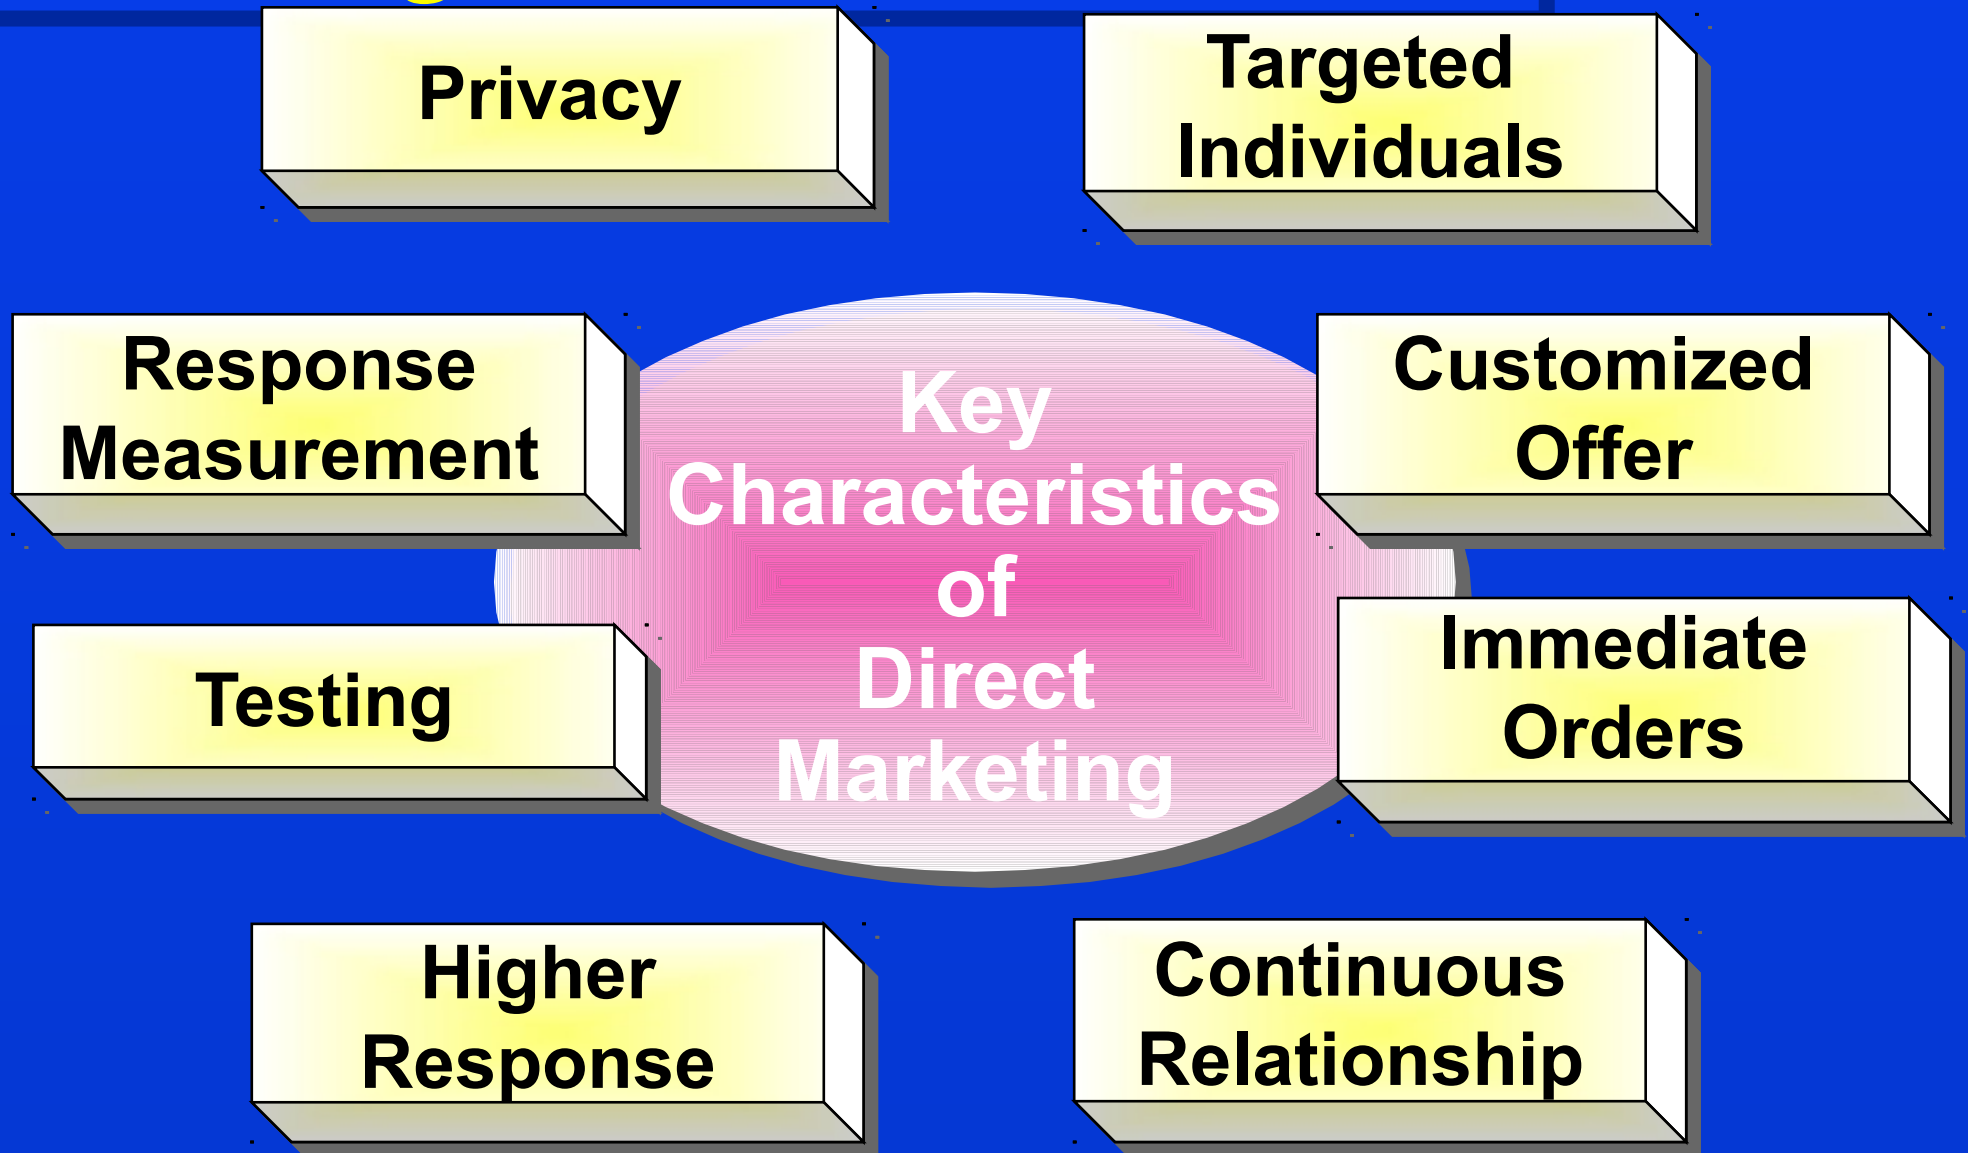 Privacy
Targeted
Individuals
Response
Measurement
Key
Characteristics
of
Direct
Marketing
Customized
Offer
Testing
Immediate
Orders
Higher
Response
Continuous
Relationship